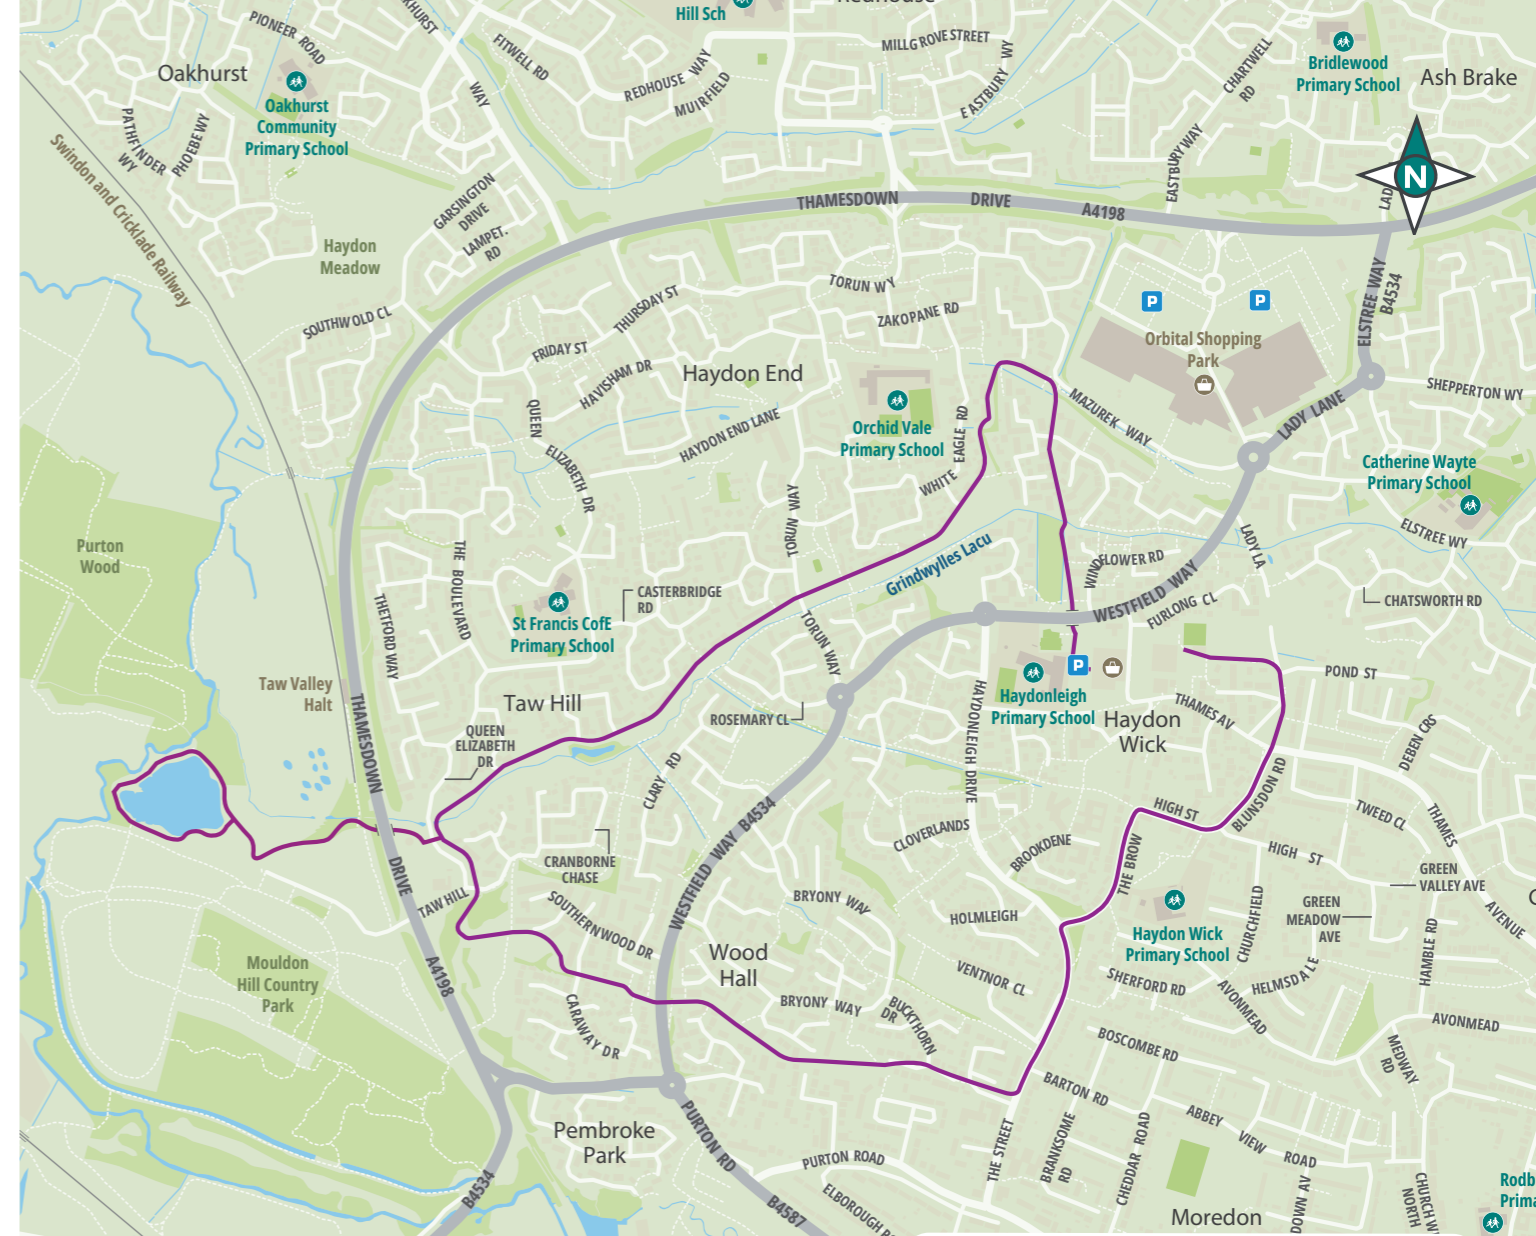 Hill Sch
PIONEER ROAD
FITWELL RD
WAY
REDHOUSE WAY
MUIRFIELD
MILLGROVE STREET
EASTBURY WY
CHARTWELL
RD
Bridlewood
Primary School
Ash Brake
Oakhurst
Oakhurst
Community
Primary School
PATHFINDER
WY
PHOEBE WY
Swindon and Cricklade Railway
GARSINGTON
DRIVE
LAMPET.
RD
Haydon
Meadow
SOUTHWOLD CL
THAMESDOWN
DRIVE
A4198
EASTBURY WAY
N
ELSTREE WAY
B4534
TORUN WY
ZAKOPANE RD
THURSDAY ST
FRIDAY ST
HAVISHAM DR
Haydon End
HAYDON END LANE
QUEEN
ELIZABETH DR
P
P
Orbital Shopping
Park
SHEPPERTON WY
MAZUREK WAY
LADY LANE
Orchid Vale
Primary School
WHITE
EAGLE RD
Catherine Wayte
Primary School
ELSTREE WY
LADY LA
Purton
Wood
TORUN WAY
THE BOULEVARD
THETFORD WAY
Grindwylles Lacu
WINDFLOWER RD
WESTFIELD WAY
FURLONG CL
CHATSWORTH RD
CASTERBRIDGE
RD
St Francis CofE
Primary School
TORUN WAY
P
Haydonleigh
Primary School
Haydon
Wick
POND ST
THAMES AV
Taw Valley
Halt
Taw Hill
ROSEMARY CL
QUEEN
ELIZABETH
DR
THAMESDOWN
DRIVE
A4198
HAYDONLEIGH DRIVE
DEBEN CRS
CLARY RD
BLUNSDON RD
HIGH ST
HIGH ST
TWEED CL
THAMES
AVENUE
WESTFIELD WAY B4534
CLOVERLANDS
BROOKDENE
THE BROW
CRANBORNE
CHASE
GREEN
VALLEY AVE
GREEN
MEADOW
AVE
TAW HILL
SOUTHERNWOOD DR
BRYONY WAY
HOLMLEIGH
Haydon Wick
Primary School
CHURCHFIELD
HAMBLE RD
Wood
Hall
Mouldon
Hill Country
Park
VENTNOR CL
SHERFORD RD
HELMSDALE
AVONMEAD
AVONMEAD
CARAWAY DR
BRYONY WAY
BUCKTHORN
DR
BOSCOMBE RD
MEDWAY
RD
BARTON RD
Pembroke
Park
PURTON RD
B4587
PURTON ROAD
THE STREET
BRANKSOME
RD
CHEDDAR ROAD
ABBEY
VIEW
ROAD
B4534
Moredon